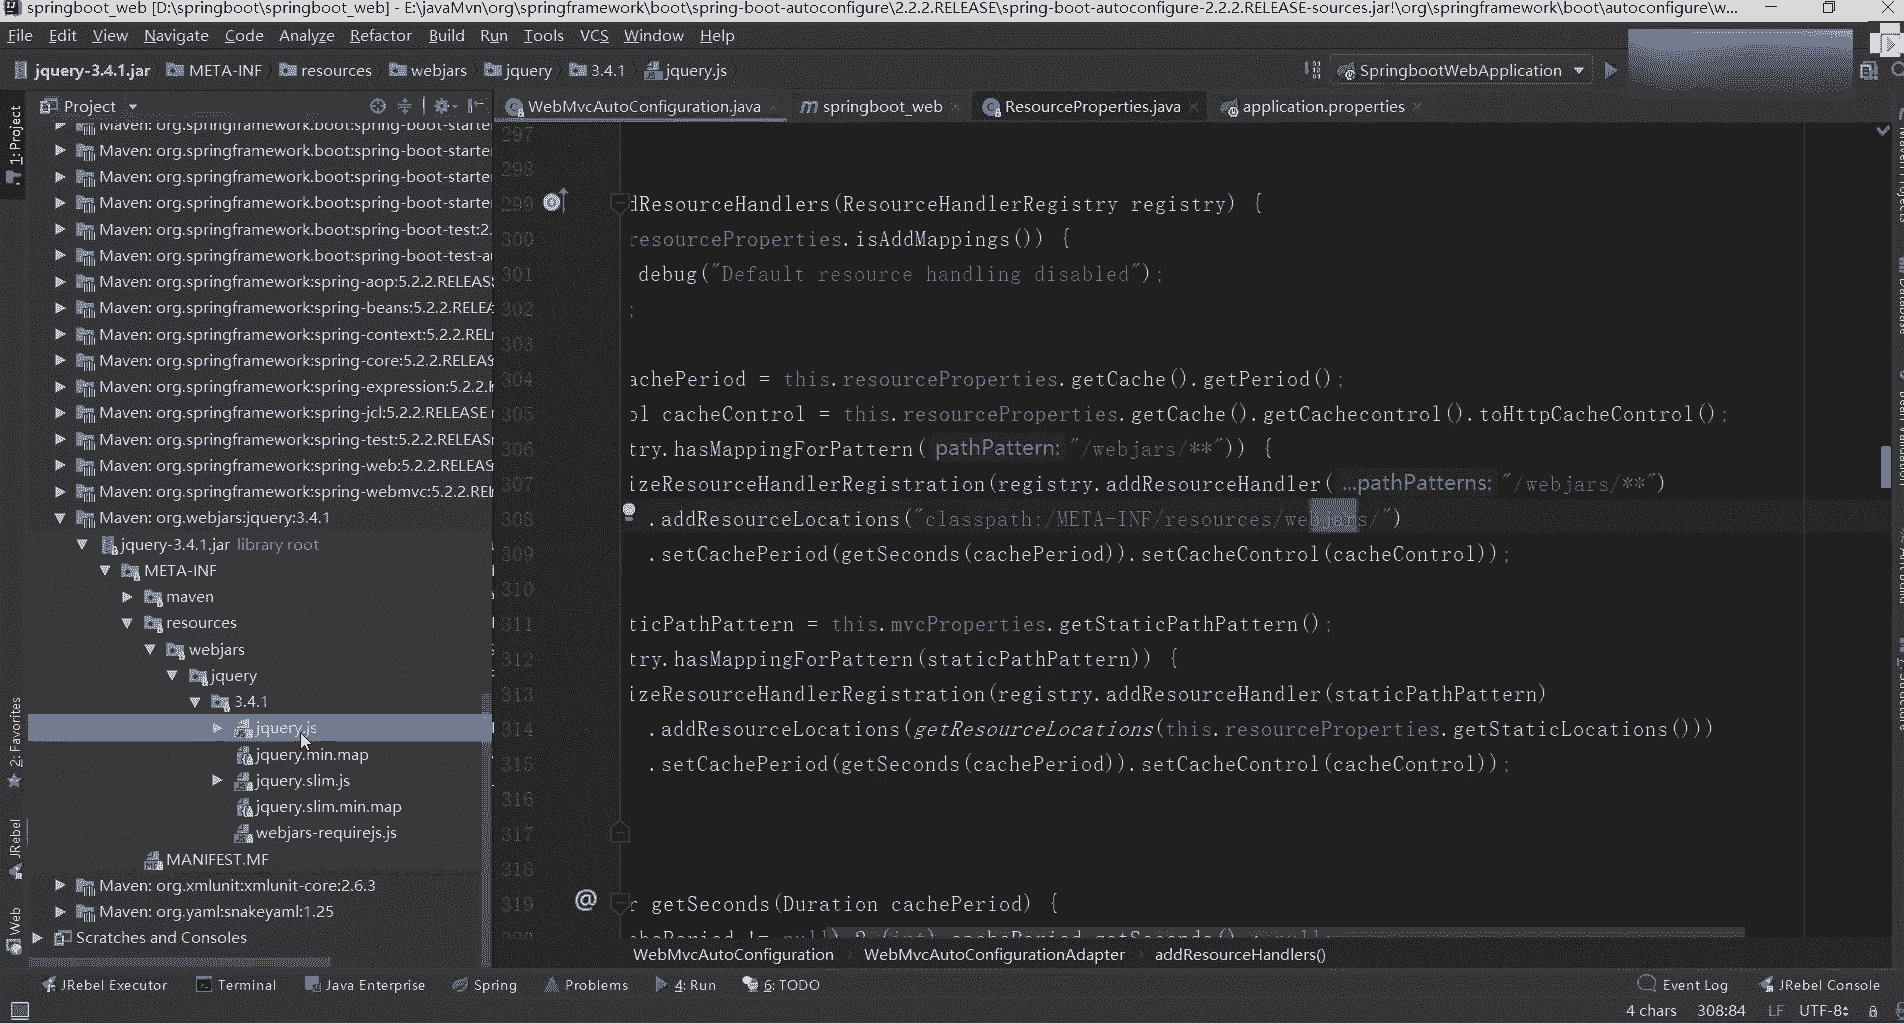 springboot_web [D:\springboot\springboot_web] - E:\javaMvn\org\springframework\boot\spring-boot-autoconfigure\2.2.2.RELEASE\spring-boot-autoconfigure-2.2.2.RELEASE-sources.jar!\org\springframework\boot\autoconfigure\w...
File Edit View Navigate Code Analyze Refactor Build Run Tools VCS Window Help
jquery-3.4.1.jar META-INF resources webjars jquery 3.4.1 jquery.js SpringbootWebApplication
Project
WebMvcAutoConfiguration.java springboot_web ResourceProperties.java application.properties
1: Project
2: Favorites
JRebel
Web
Maven: org.springframework.boot:spring-boot-starte
Maven: org.springframework.boot:spring-boot-starte
Maven: org.springframework.boot:spring-boot-starte
Maven: org.springframework.boot:spring-boot-starte
Maven: org.springframework.boot:spring-boot-test:2.
Maven: org.springframework.boot:spring-boot-test-a
Maven: org.springframework:spring-aop:5.2.2.RELEAS
Maven: org.springframework:spring-beans:5.2.2.RELEA
Maven: org.springframework:spring-context:5.2.2.REL
Maven: org.springframework:spring-core:5.2.2.RELEAS
Maven: org.springframework:spring-expression:5.2.2.
Maven: org.springframework:spring-jcl:5.2.2.RELEASE
Maven: org.springframework:spring-test:5.2.2.RELEAS
Maven: org.springframework:spring-web:5.2.2.RELEAS
Maven: org.springframework:spring-webmvc:5.2.2.REL
Maven: org.webjars:jquery:3.4.1
jquery-3.4.1.jar library root
META-INF
maven
resources
webjars
jquery
3.4.1
jquery.js
jquery.min.map
jquery.slim.js
jquery.slim.min.map
webjars-requirejs.js
MANIFEST.MF
Maven: org.xmlunit:xmlunit-core:2.6.3
Maven: org.yaml:snakeyaml:1.25
Scratches and Consoles
297
298
299 dResourceHandlers(ResourceHandlerRegistry registry) {
300 resourceProperties.isAddMappings()) {
301 debug("Default resource handling disabled");
302 ;
303
304 achePeriod = this.resourceProperties.getCache().getPeriod();
305 ol cacheControl = this.resourceProperties.getCache().getCachecontrol().toHttpCacheControl();
306 try.hasMappingForPattern( pathPattern: "/webjars/**")) {
307 izeResourceHandlerRegistration(registry.addResourceHandler( ...pathPatterns: "/webjars/**")
308 .addResourceLocations("classpath:/META-INF/resources/webjars/")
309 .setCachePeriod(getSeconds(cachePeriod)).setCacheControl(cacheControl));
310
311 ticPathPattern = this.mvcProperties.getStaticPathPattern();
312 try.hasMappingForPattern(staticPathPattern)) {
313 izeResourceHandlerRegistration(registry.addResourceHandler(staticPathPattern)
314 .addResourceLocations(getResourceLocations(this.resourceProperties.getStaticLocations()))
315 .setCachePeriod(getSeconds(cachePeriod)).setCacheControl(cacheControl));
316
317
318
319 r getSeconds(Duration cachePeriod) {
WebMvcAutoConfiguration WebMvcAutoConfigurationAdapter addResourceHandlers()
JRebel Executor Terminal Java Enterprise Spring Problems 4: Run 6: TODO Event Log JRebel Console
4 chars 308:84 LF UTF-8